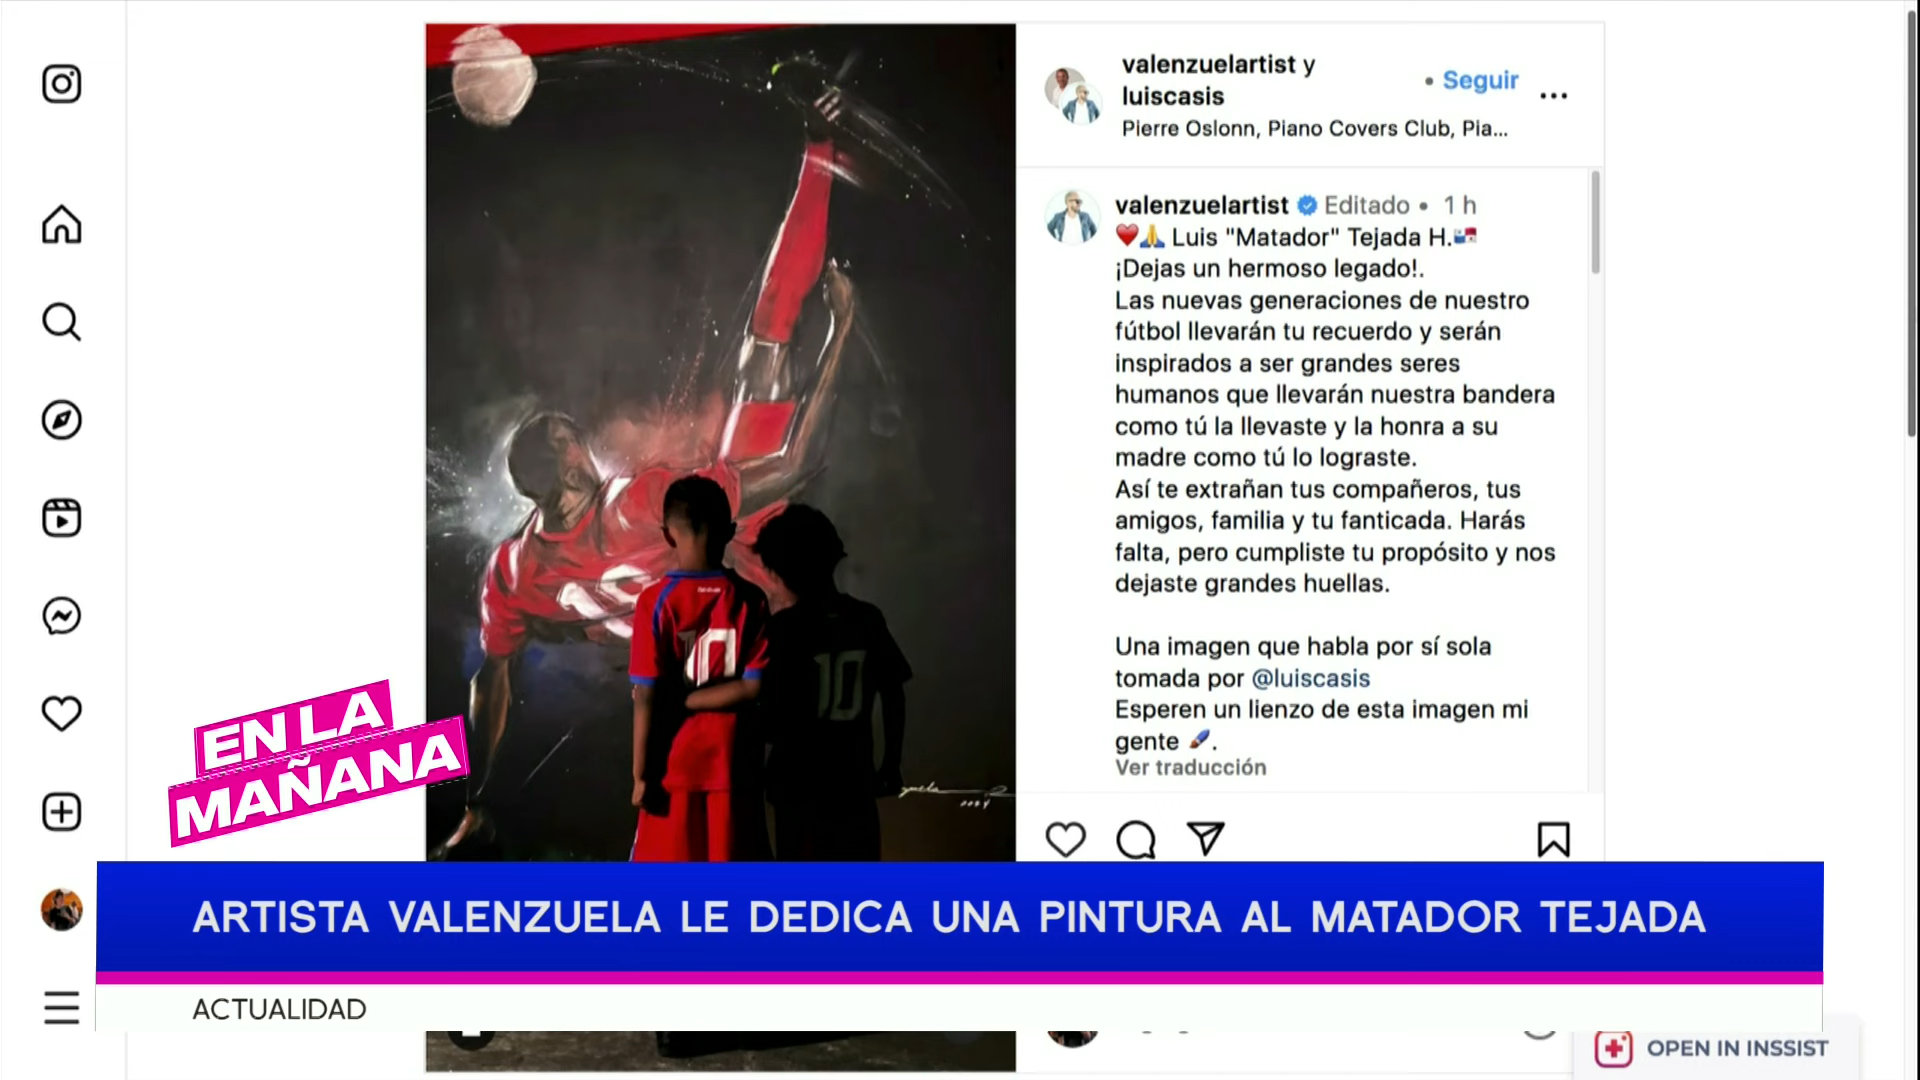 valenzuelartist y
luiscasis
• Seguir
...
Pierre Oslonn, Piano Covers Club, Pia...
valenzuelartist Editado • 1 h
❤️🙏 Luis "Matador" Tejada H.🇵🇦
¡Dejas un hermoso legado!.
Las nuevas generaciones de nuestro
fútbol llevarán tu recuerdo y serán
inspirados a ser grandes seres
humanos que llevarán nuestra bandera
como tú la llevaste y la honra a su
madre como tú lo lograste.
Así te extrañan tus compañeros, tus
amigos, familia y tu fanticada. Harás
falta, pero cumpliste tu propósito y nos
dejaste grandes huellas.
Una imagen que habla por sí sola
tomada por @luiscasis
Esperen un lienzo de esta imagen mi
gente 🖌️.
Ver traducción
10
10
EN LA
MAÑANA
ARTISTA VALENZUELA LE DEDICA UNA PINTURA AL MATADOR TEJADA
ACTUALIDAD
OPEN IN INSSIST